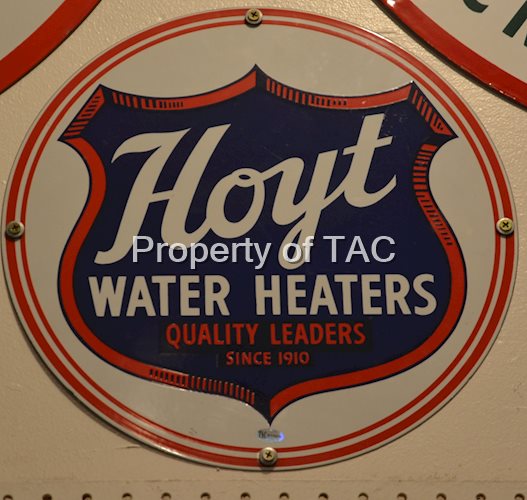 Hoyt
Property of TAC
WATER HEATERS
QUALITY LEADERS
SINCE 1910